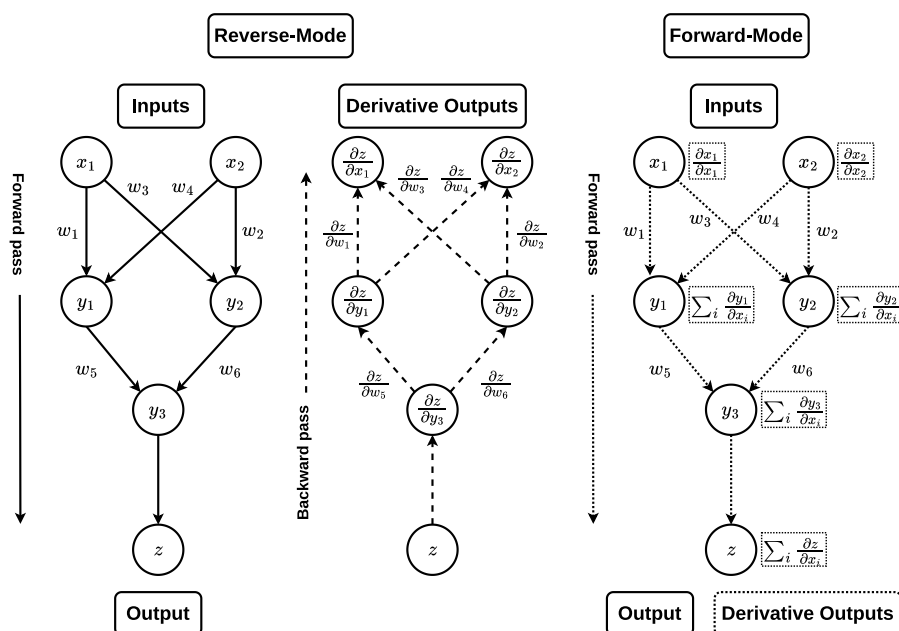 Reverse-Mode
Forward-Mode
Inputs
Derivative Outputs
Inputs
Forward pass
x₁
x₂
w₃
w₄
w₁
w₂
y₁
y₂
w₅
w₆
y₃
z
Output
Backward pass
∂z/∂x₁
∂z/∂x₂
∂z/∂w₃
∂z/∂w₄
∂z/∂w₁
∂z/∂w₂
∂z/∂y₁
∂z/∂y₂
∂z/∂w₅
∂z/∂w₆
∂z/∂y₃
z
Forward pass
x₁
∂x₁/∂x₁
x₂
∂x₂/∂x₂
w₁
w₃
w₄
w₂
y₁
∑ᵢ ∂y₁/∂xᵢ
y₂
∑ᵢ ∂y₂/∂xᵢ
w₅
w₆
y₃
∑ᵢ ∂y₃/∂xᵢ
z
∑ᵢ ∂z/∂xᵢ
Output
Derivative Outputs